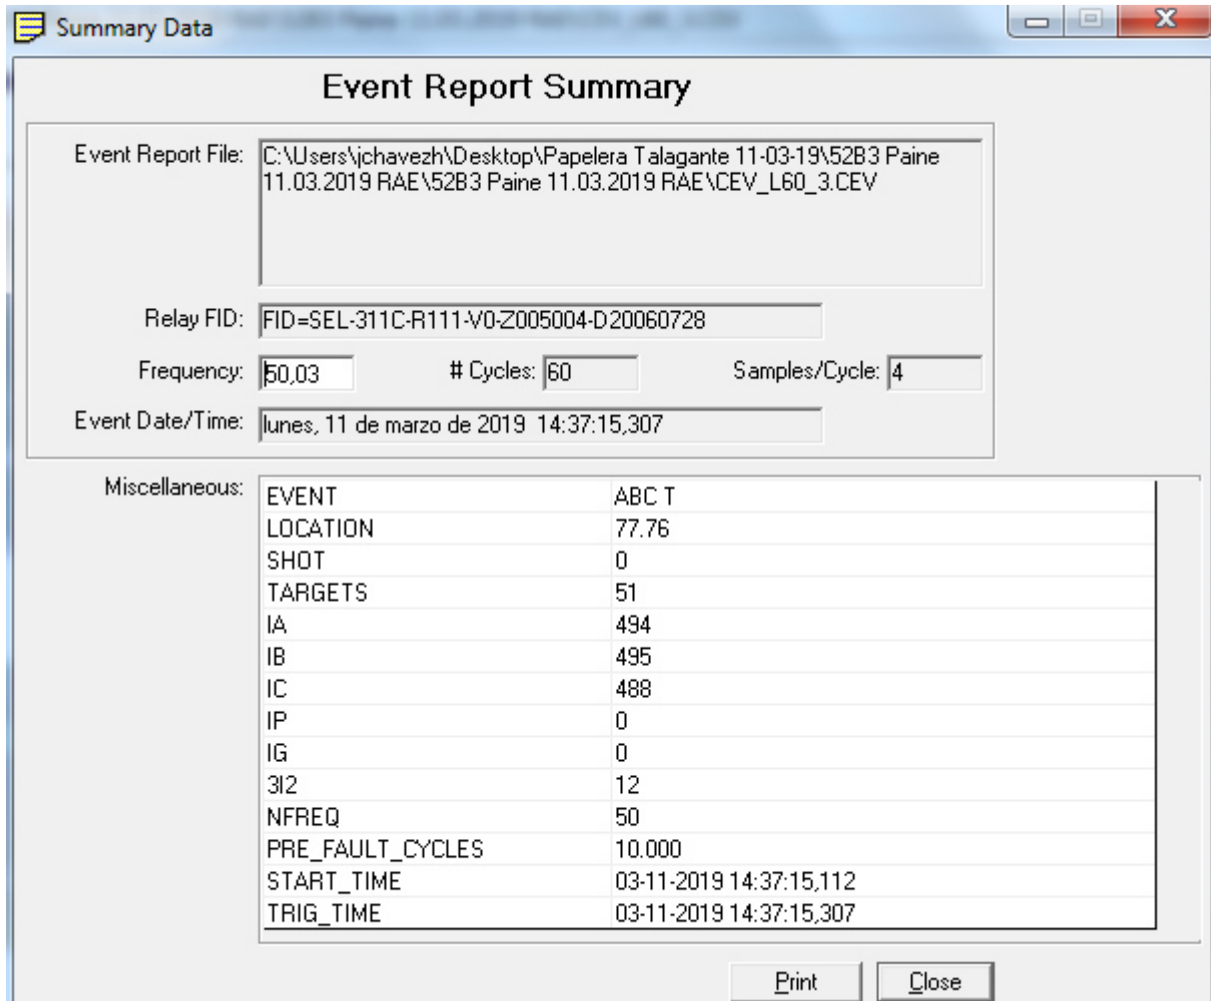 Summary Data
Event Report Summary
Event Report File: C:\Users\jchavezh\Desktop\Papelera Talagante 11-03-19\52B3 Paine
11.03.2019 RAE\52B3 Paine 11.03.2019 RAE\CEV_L60_3.CEV
Relay FID: FID=SEL-311C-R111-V0-Z005004-D20060728
Frequency: 50,03 # Cycles: 60 Samples/Cycle: 4
Event Date/Time: lunes, 11 de marzo de 2019 14:37:15,307
Miscellaneous:
EVENT ABC T
LOCATION 77.76
SHOT 0
TARGETS 51
IA 494
IB 495
IC 488
IP 0
IG 0
3I2 12
NFREQ 50
PRE_FAULT_CYCLES 10.000
START_TIME 03-11-2019 14:37:15,112
TRIG_TIME 03-11-2019 14:37:15,307
Print Close